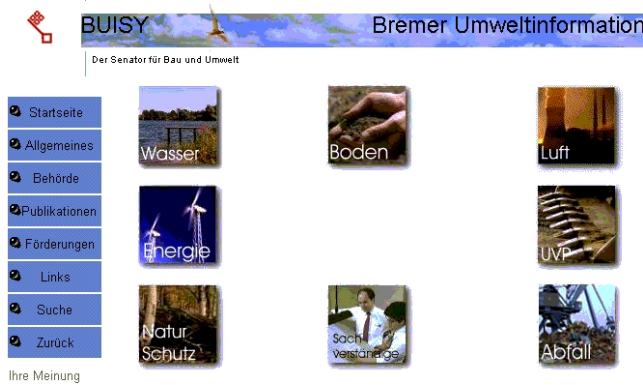 BUISY
Bremer Umweltinformation
Der Senator für Bau und Umwelt
Startseite
Allgemeines
Behörde
Publikationen
Förderungen
Links
Suche
Zurück
Ihre Meinung
Wasser
Boden
Luft
Energie
UVP
Natur
Schutz
Sach
verständige
Abfall